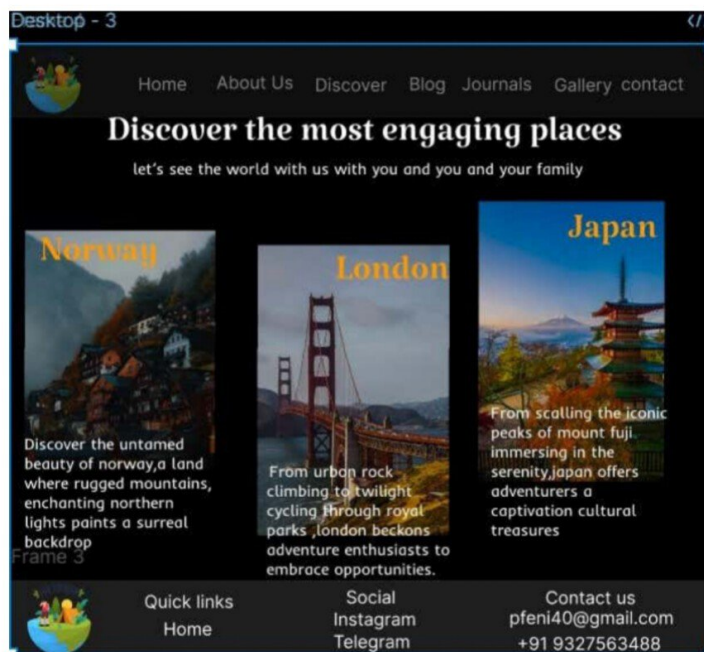 Desktop - 3
Home About Us Discover Blog Journals Gallery contact
Discover the most engaging places
let's see the world with us with you and you and your family
Norway
Discover the untamed
beauty of norway,a land
where rugged mountains,
enchanting northern
lights paints a surreal
backdrop
London
From urban rock
climbing to twilight
cycling through royal
parks ,london beckons
adventure enthusiasts to
embrace opportunities.
Japan
From scalling the iconic
peaks of mount fuji
immersing in the
serenity,japan offers
adventurers a
captivation cultural
treasures
Frame 3
Quick links
Home
Social
Instagram
Telegram
Contact us
pfeni40@gmail.com
+91 9327563488